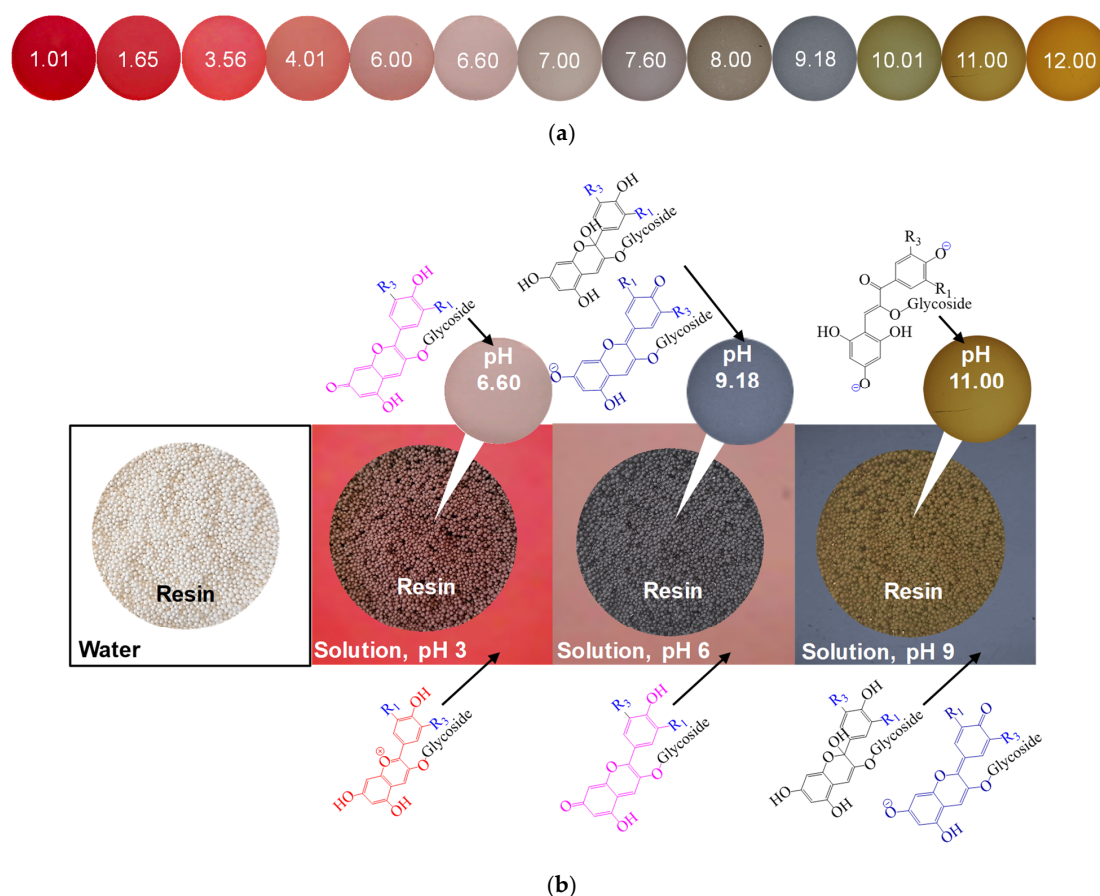 1.01 1.65 3.56 4.01 6.00 6.60 7.00 7.60 8.00 9.18 10.01 11.00 12.00
(a)
OH
R3
R1
OH
O
Glycoside
O
HO
OH
R3
OH
R1
Glycoside
O
O
O
OH
R1
O
R3
Glycoside
O
O
O⊖
OH
R3
O⊖
R1
O
Glycoside
O
HO
OH
O⊖
pH
6.60
pH
9.18
pH
11.00
Resin
Water
Resin
Solution, pH 3
Resin
Solution, pH 6
Resin
Solution, pH 9
R1
OH
R3
Glycoside
O⊕
O
HO
OH
R3
OH
R1
Glycoside
O
O
O
OH
R3
OH
R1
OH
O
Glycoside
O
HO
OH
R1
O
R3
Glycoside
O
O
O⊖
OH
(b)